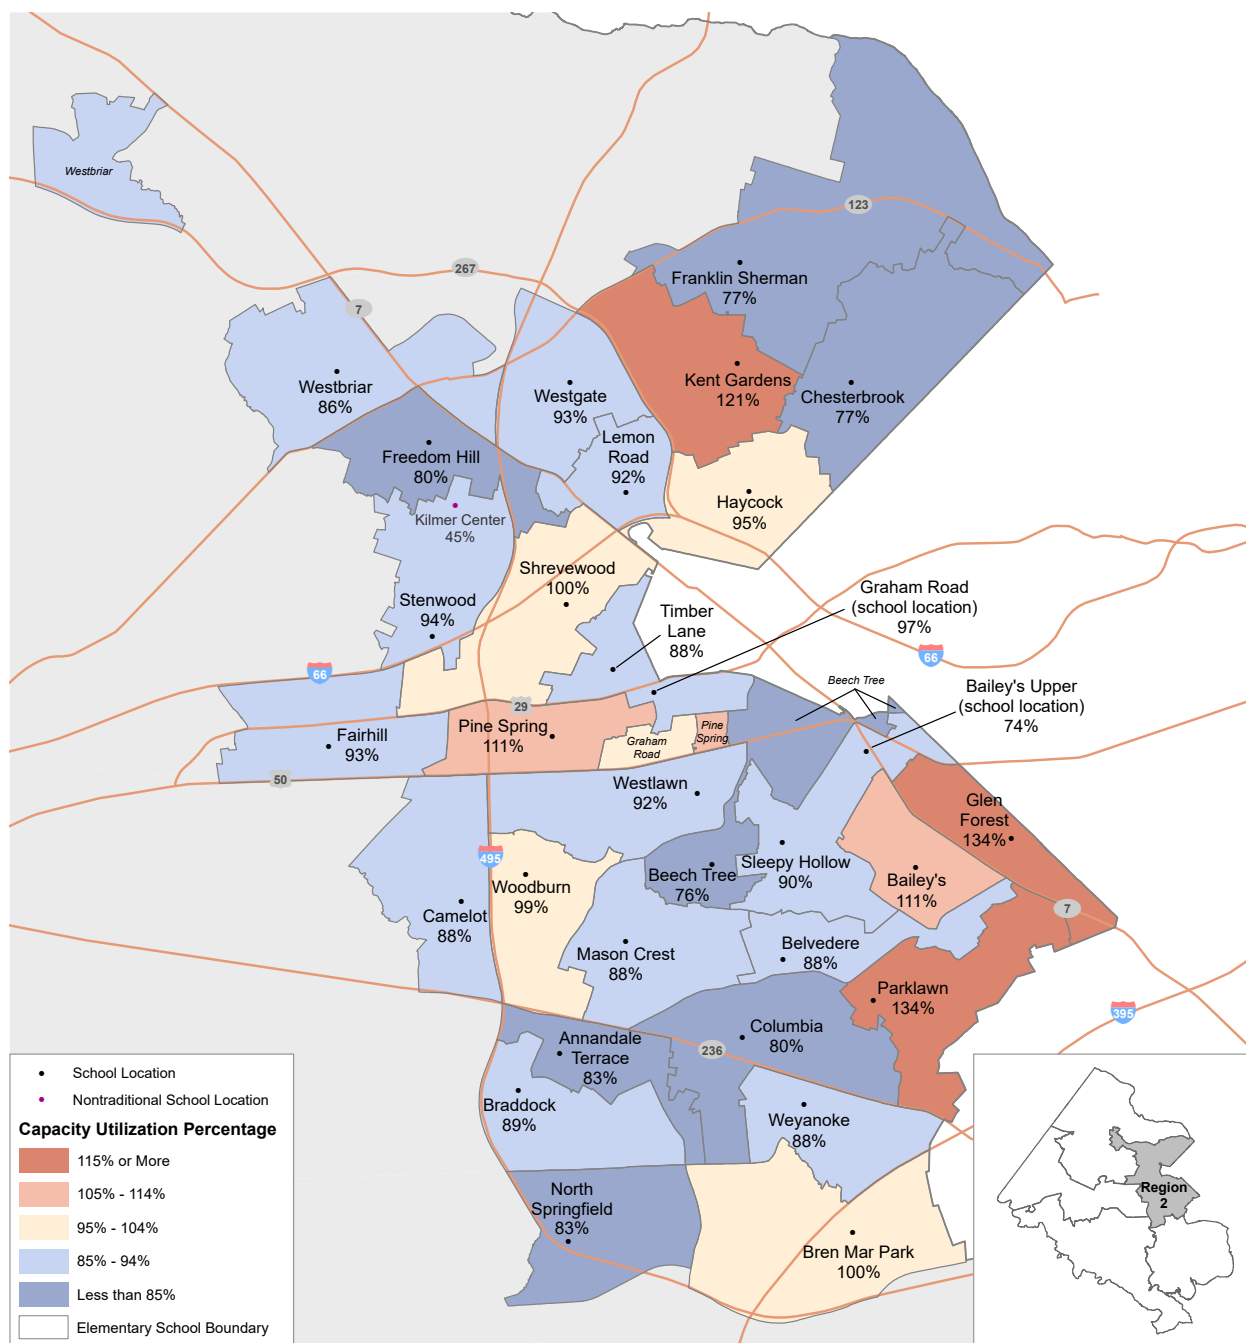 Westbriar
123
267
7
Franklin Sherman
77%
Kent Gardens
121%
Chesterbrook
77%
Westbriar
86%
Westgate
93%
Lemon
Road
92%
Freedom Hill
80%
Haycock
95%
Kilmer Center
45%
Shrevewood
100%
Stenwood
94%
Timber
Lane
88%
Graham Road
(school location)
97%
66
66
Beech Tree
Bailey's Upper
(school location)
74%
29
Pine Spring
111%
Pine
Spring
Graham
Road
Fairhill
93%
50
Westlawn
92%
Glen
Forest
134%
495
Woodburn
99%
Beech Tree
76%
Sleepy Hollow
90%
Bailey's
111%
Camelot
88%
7
Mason Crest
88%
Belvedere
88%
Parklawn
134%
395
Columbia
80%
Annandale
Terrace
83%
236
Braddock
89%
Weyanoke
88%
North
Springfield
83%
Bren Mar Park
100%
School Location
Nontraditional School Location
Capacity Utilization Percentage
115% or More
105% - 114%
95% - 104%
85% - 94%
Less than 85%
Elementary School Boundary
Region
2